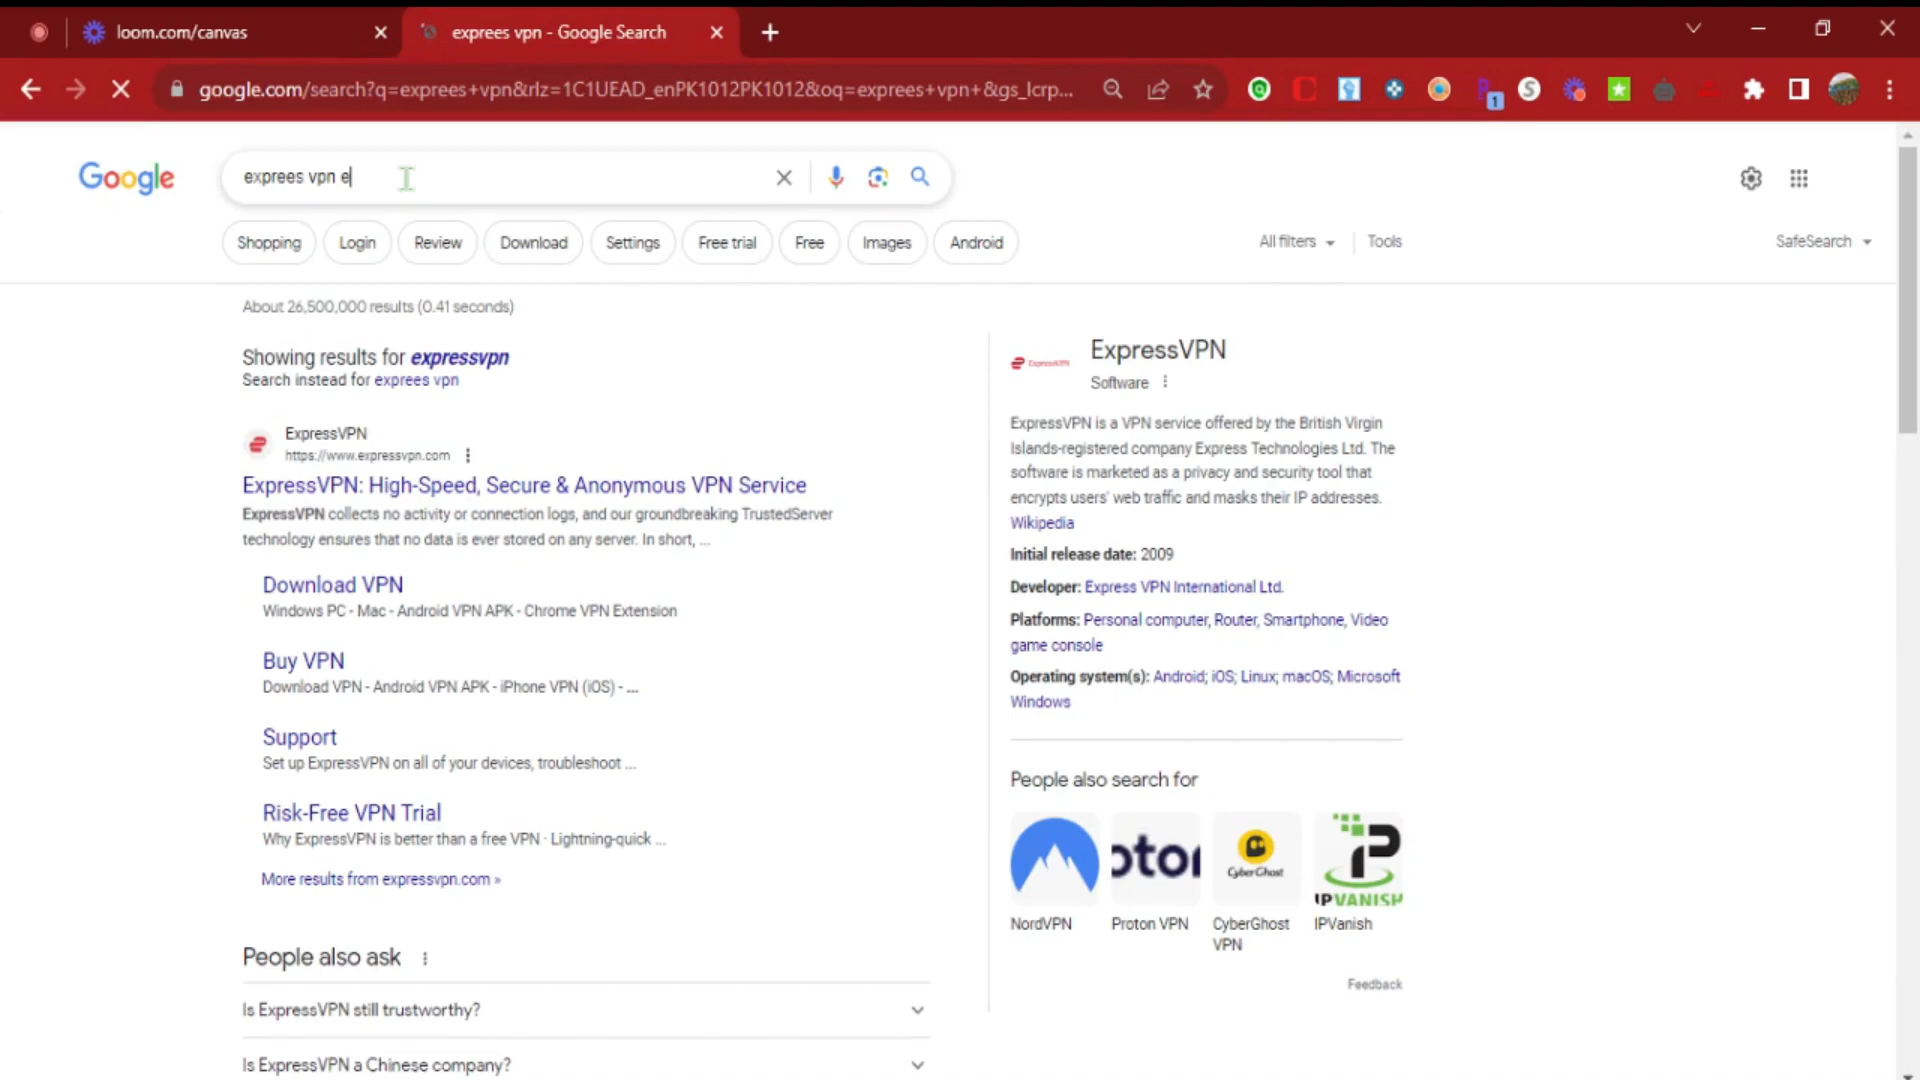 loom.com/canvas
exprees vpn - Google Search
google.com/search?q=exprees+vpn&rlz=1C1UEAD_enPK1012PK1012&oq=exprees+vpn+&gs_lcrp...
1
Google
exprees vpn e
Shopping
Login
Review
Download
Settings
Free trial
Free
Images
Android
All filters
Tools
SafeSearch
About 26,500,000 results (0.41 seconds)
Showing results for expressvpn
Search instead for exprees vpn
ExpressVPN
https://www.expressvpn.com
ExpressVPN: High-Speed, Secure & Anonymous VPN Service
ExpressVPN collects no activity or connection logs, and our groundbreaking TrustedServer
technology ensures that no data is ever stored on any server. In short, ...
Download VPN
Windows PC - Mac - Android VPN APK - Chrome VPN Extension
Buy VPN
Download VPN - Android VPN APK - iPhone VPN (iOS) - ...
Support
Set up ExpressVPN on all of your devices, troubleshoot ...
Risk-Free VPN Trial
Why ExpressVPN is better than a free VPN · Lightning-quick ...
More results from expressvpn.com »
People also ask
Is ExpressVPN still trustworthy?
Is ExpressVPN a Chinese company?
ExpressVPN
ExpressVPN
Software
ExpressVPN is a VPN service offered by the British Virgin
Islands-registered company Express Technologies Ltd. The
software is marketed as a privacy and security tool that
encrypts users' web traffic and masks their IP addresses.
Wikipedia
Initial release date: 2009
Developer: Express VPN International Ltd.
Platforms: Personal computer, Router, Smartphone, Video
game console
Operating system(s): Android; iOS; Linux; macOS; Microsoft
Windows
People also search for
oton
CyberGhost
IPVANISH
NordVPN
Proton VPN
CyberGhost
VPN
IPVanish
Feedback